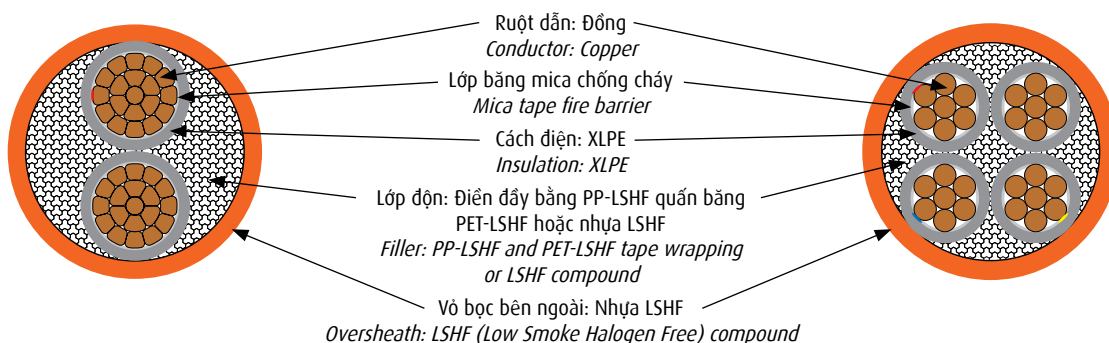 Ruột dẫn: Đồng
Conductor: Copper
Lớp băng mica chống cháy
Mica tape fire barrier
Cách điện: XLPE
Insulation: XLPE
Lớp độn: Điền đầy bằng PP-LSHF quấn băng
PET-LSHF hoặc nhựa LSHF
Filler: PP-LSHF and PET-LSHF tape wrapping
or LSHF compound
Vỏ bọc bên ngoài: Nhựa LSHF
Oversheath: LSHF (Low Smoke Halogen Free) compound